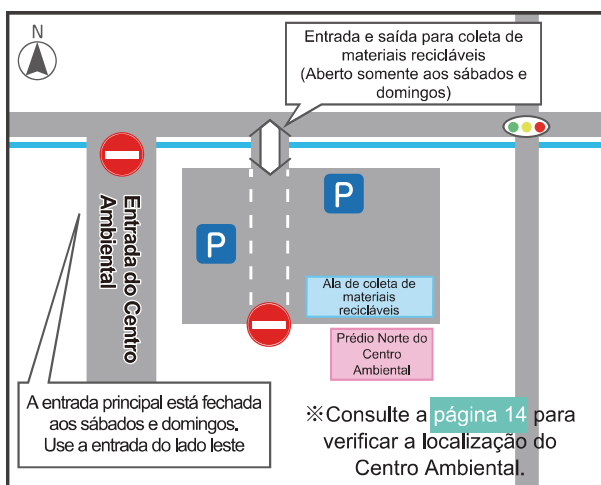 N
Entrada e saída para coleta de
materiais recicláveis
(Aberto somente aos sábados e
domingos)
Entrada do Centro
Ambiental
P
P
Ala de coleta de
materiais
recicláveis
Prédio Norte do
Centro
Ambiental
A entrada principal está fechada
aos sábados e domingos.
Use a entrada do lado leste
※Consulte a página 14 para
verificar a localização do
Centro Ambiental.